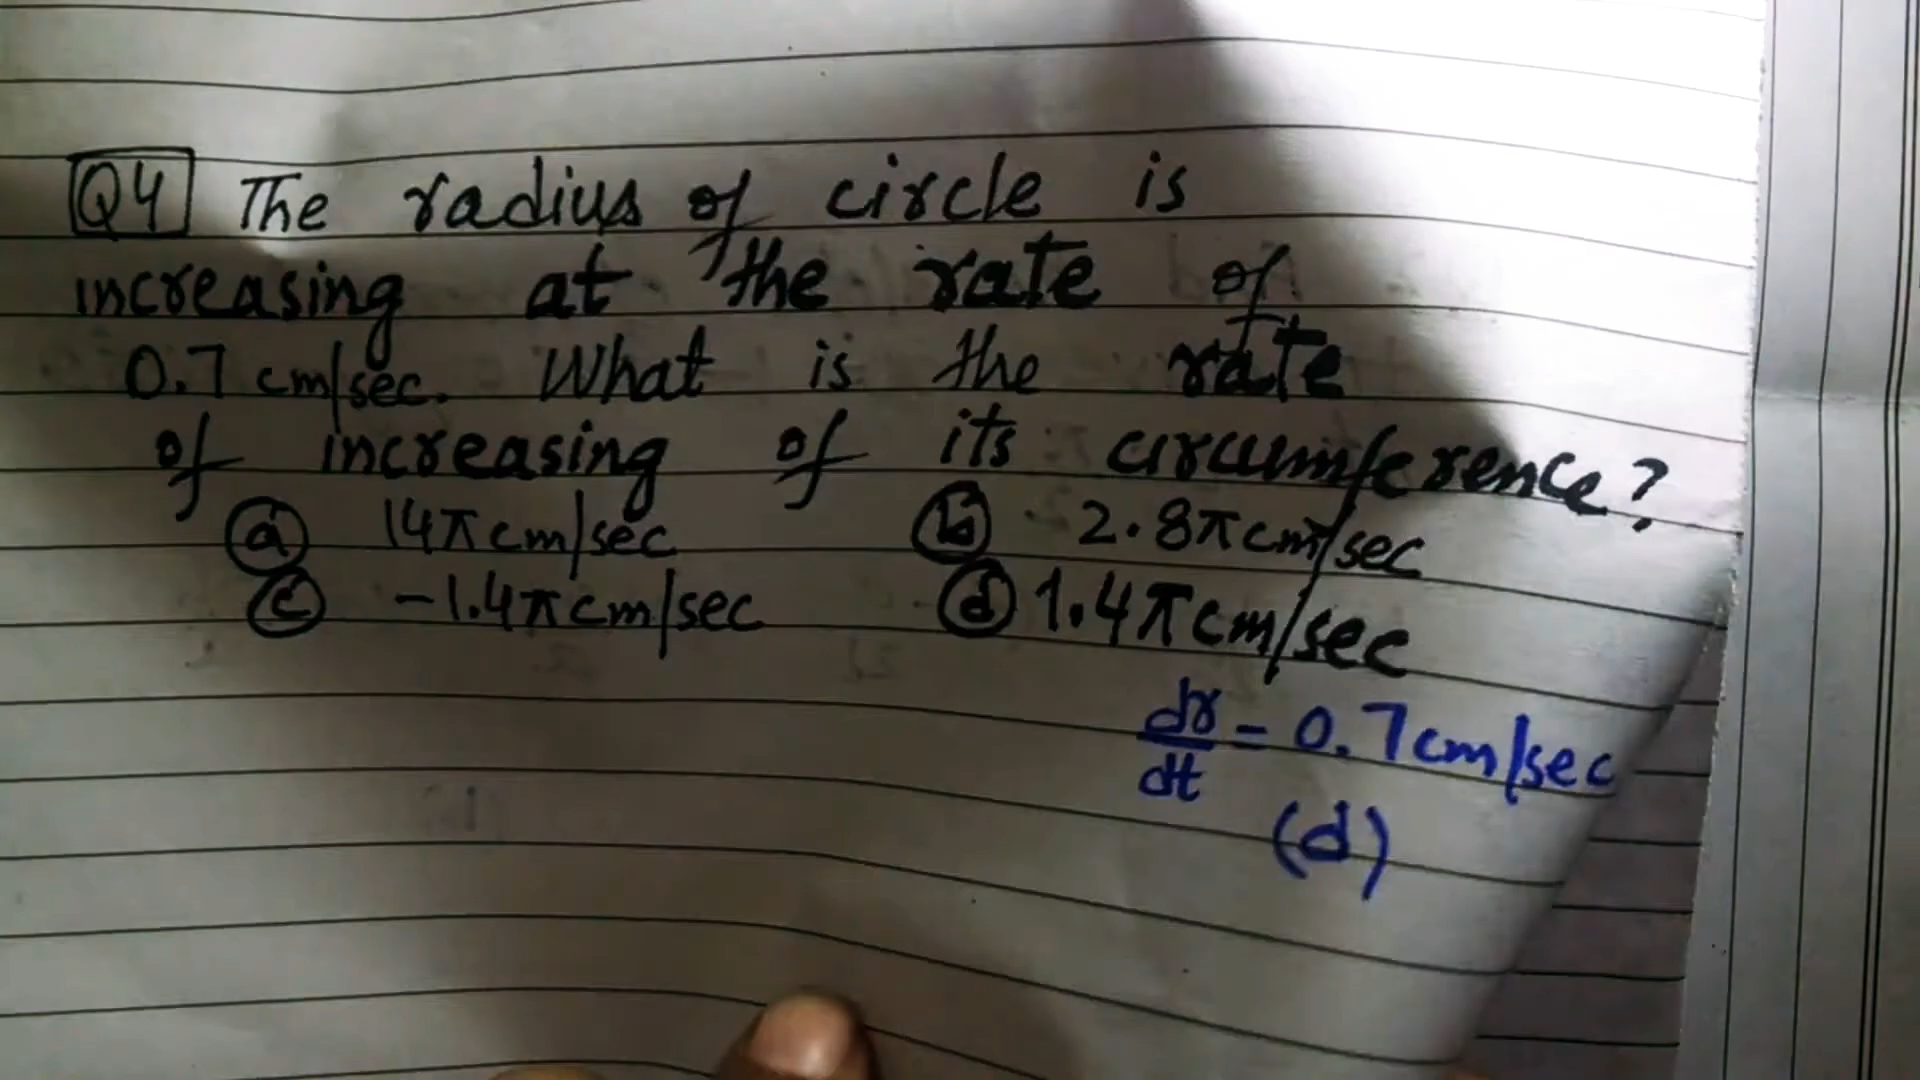 Q4 The radius of circle is
increasing at the rate of
0.7 cm/sec. What is the rate
of increasing of its circumference?
(a) 14π cm/sec (b) 2.8π cm/sec
(c) -1.4π cm/sec (d) 1.4π cm/sec
dr/dt = 0.7 cm/sec
(d)